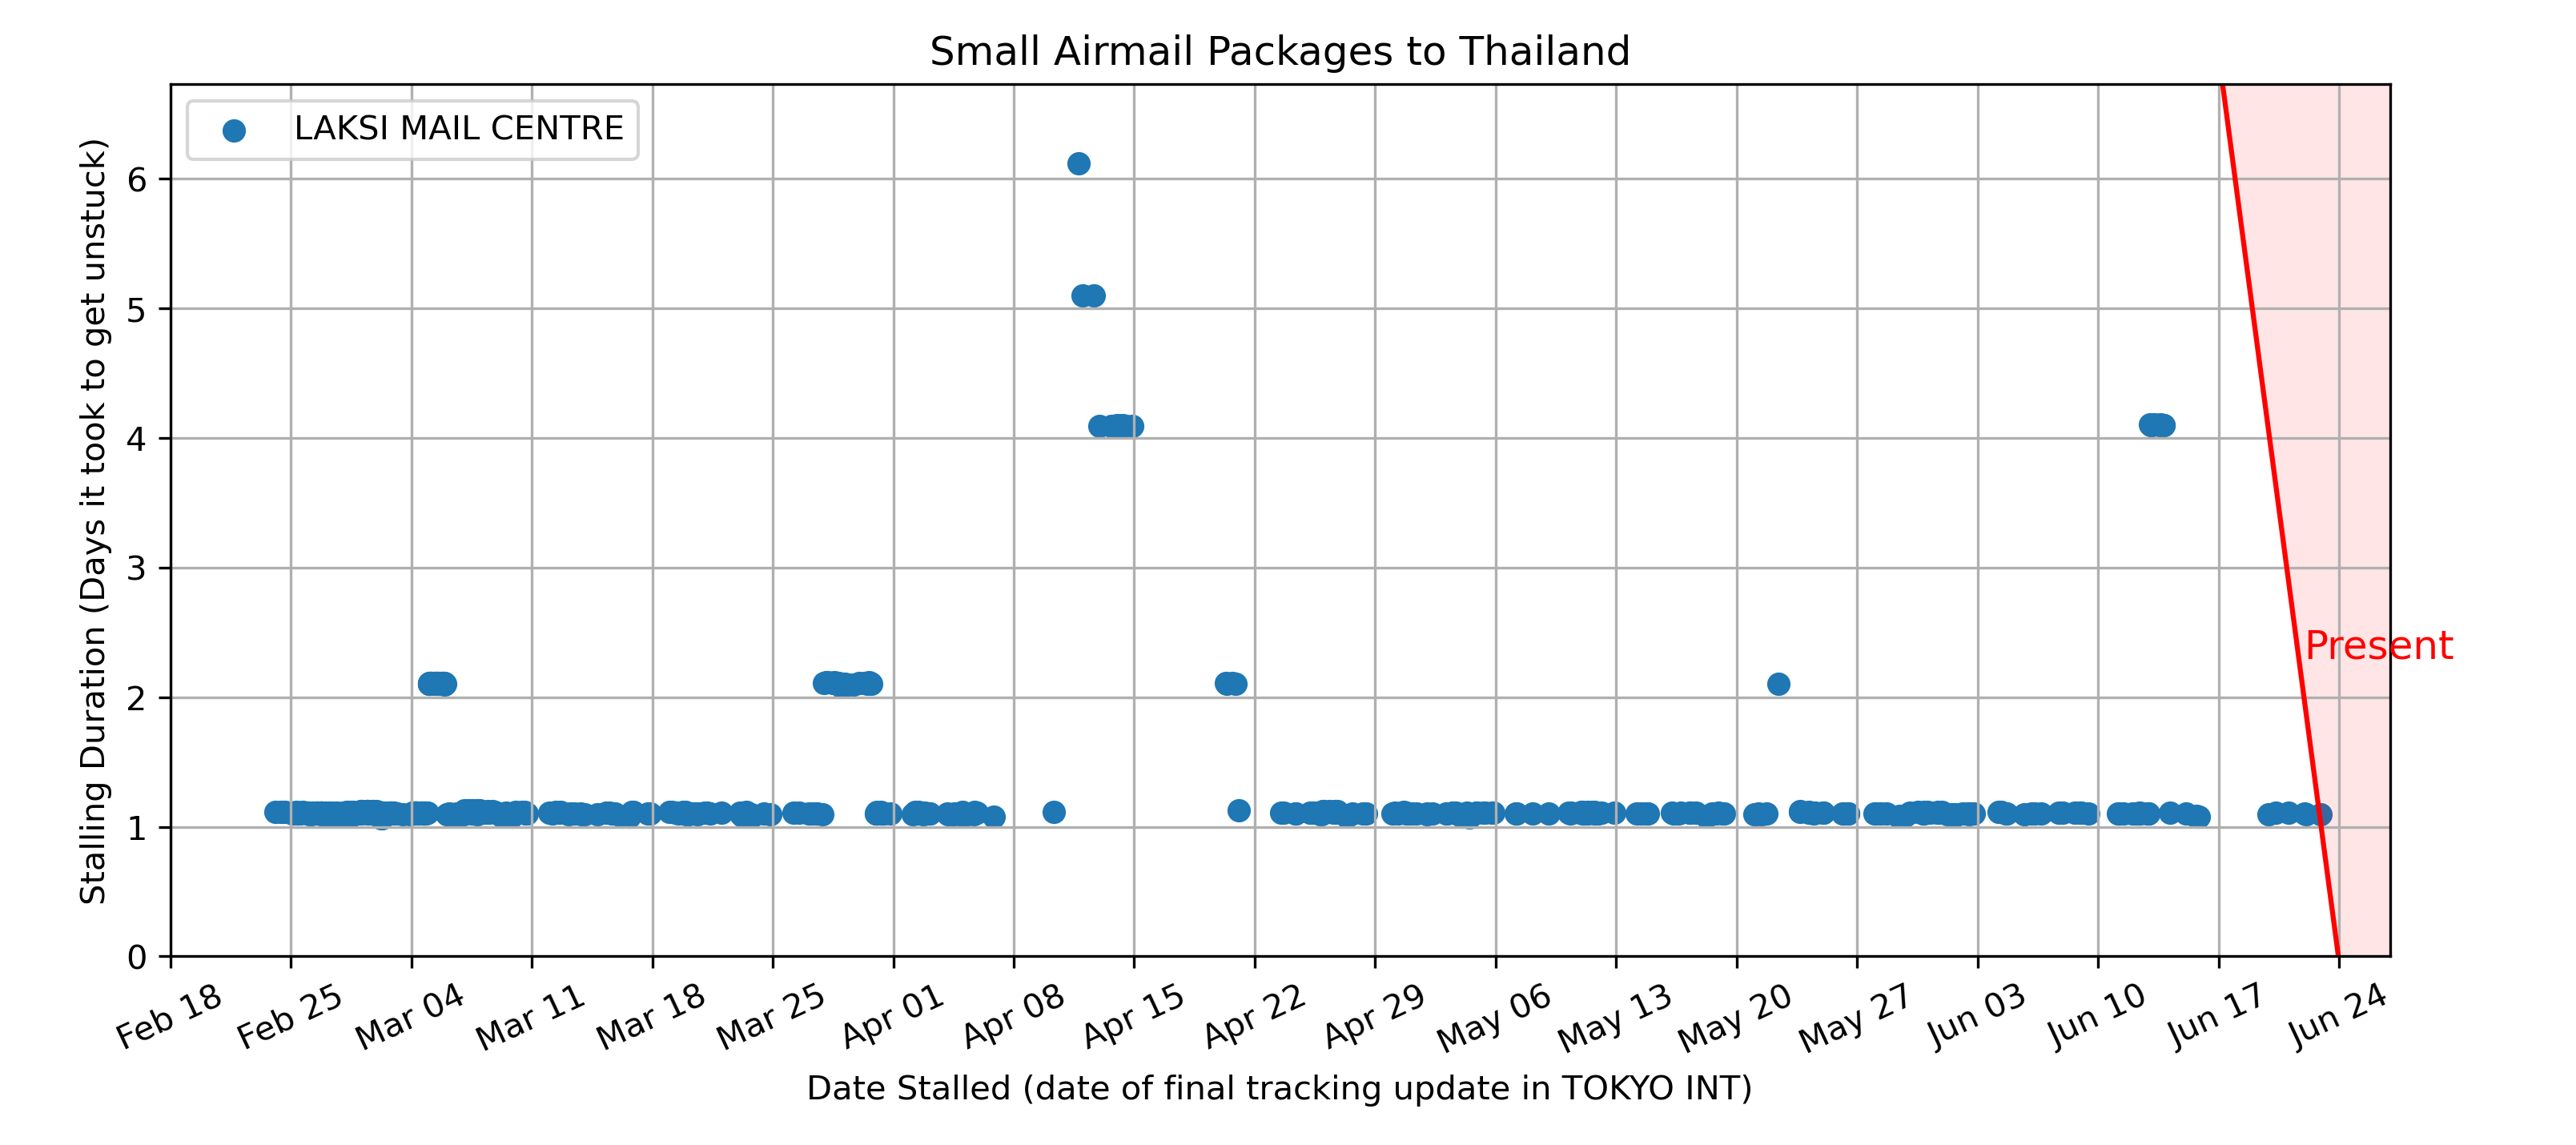 Small Airmail Packages to Thailand
LAKSI MAIL CENTRE
Stalling Duration (Days it took to get unstuck)
6
5
4
3
2
1
0
Present
Feb 18
Feb 25
Mar 04
Mar 11
Mar 18
Mar 25
Apr 01
Apr 08
Apr 15
Apr 22
Apr 29
May 06
May 13
May 20
May 27
Jun 03
Jun 10
Jun 17
Jun 24
Date Stalled (date of final tracking update in TOKYO INT)